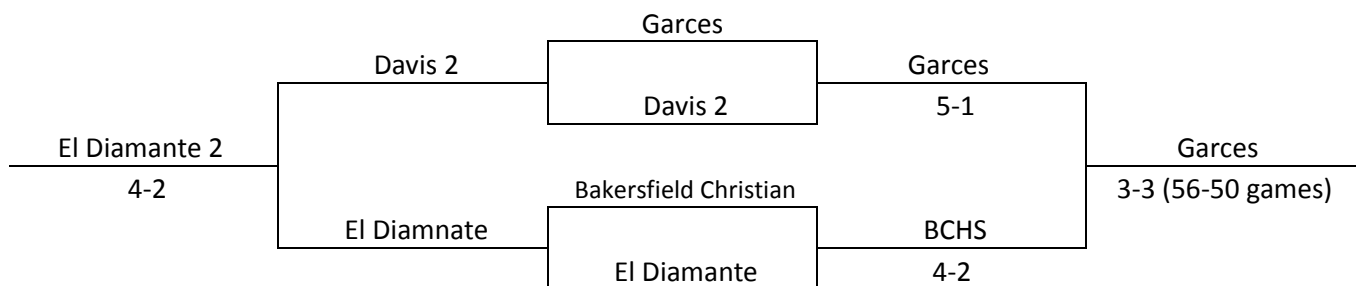 Garces
Davis 2
Garces
Davis 2
5-1
El Diamante 2
Garces
4-2
Bakersfield Christian
3-3 (56-50 games)
El Diamnate
BCHS
El Diamante
4-2